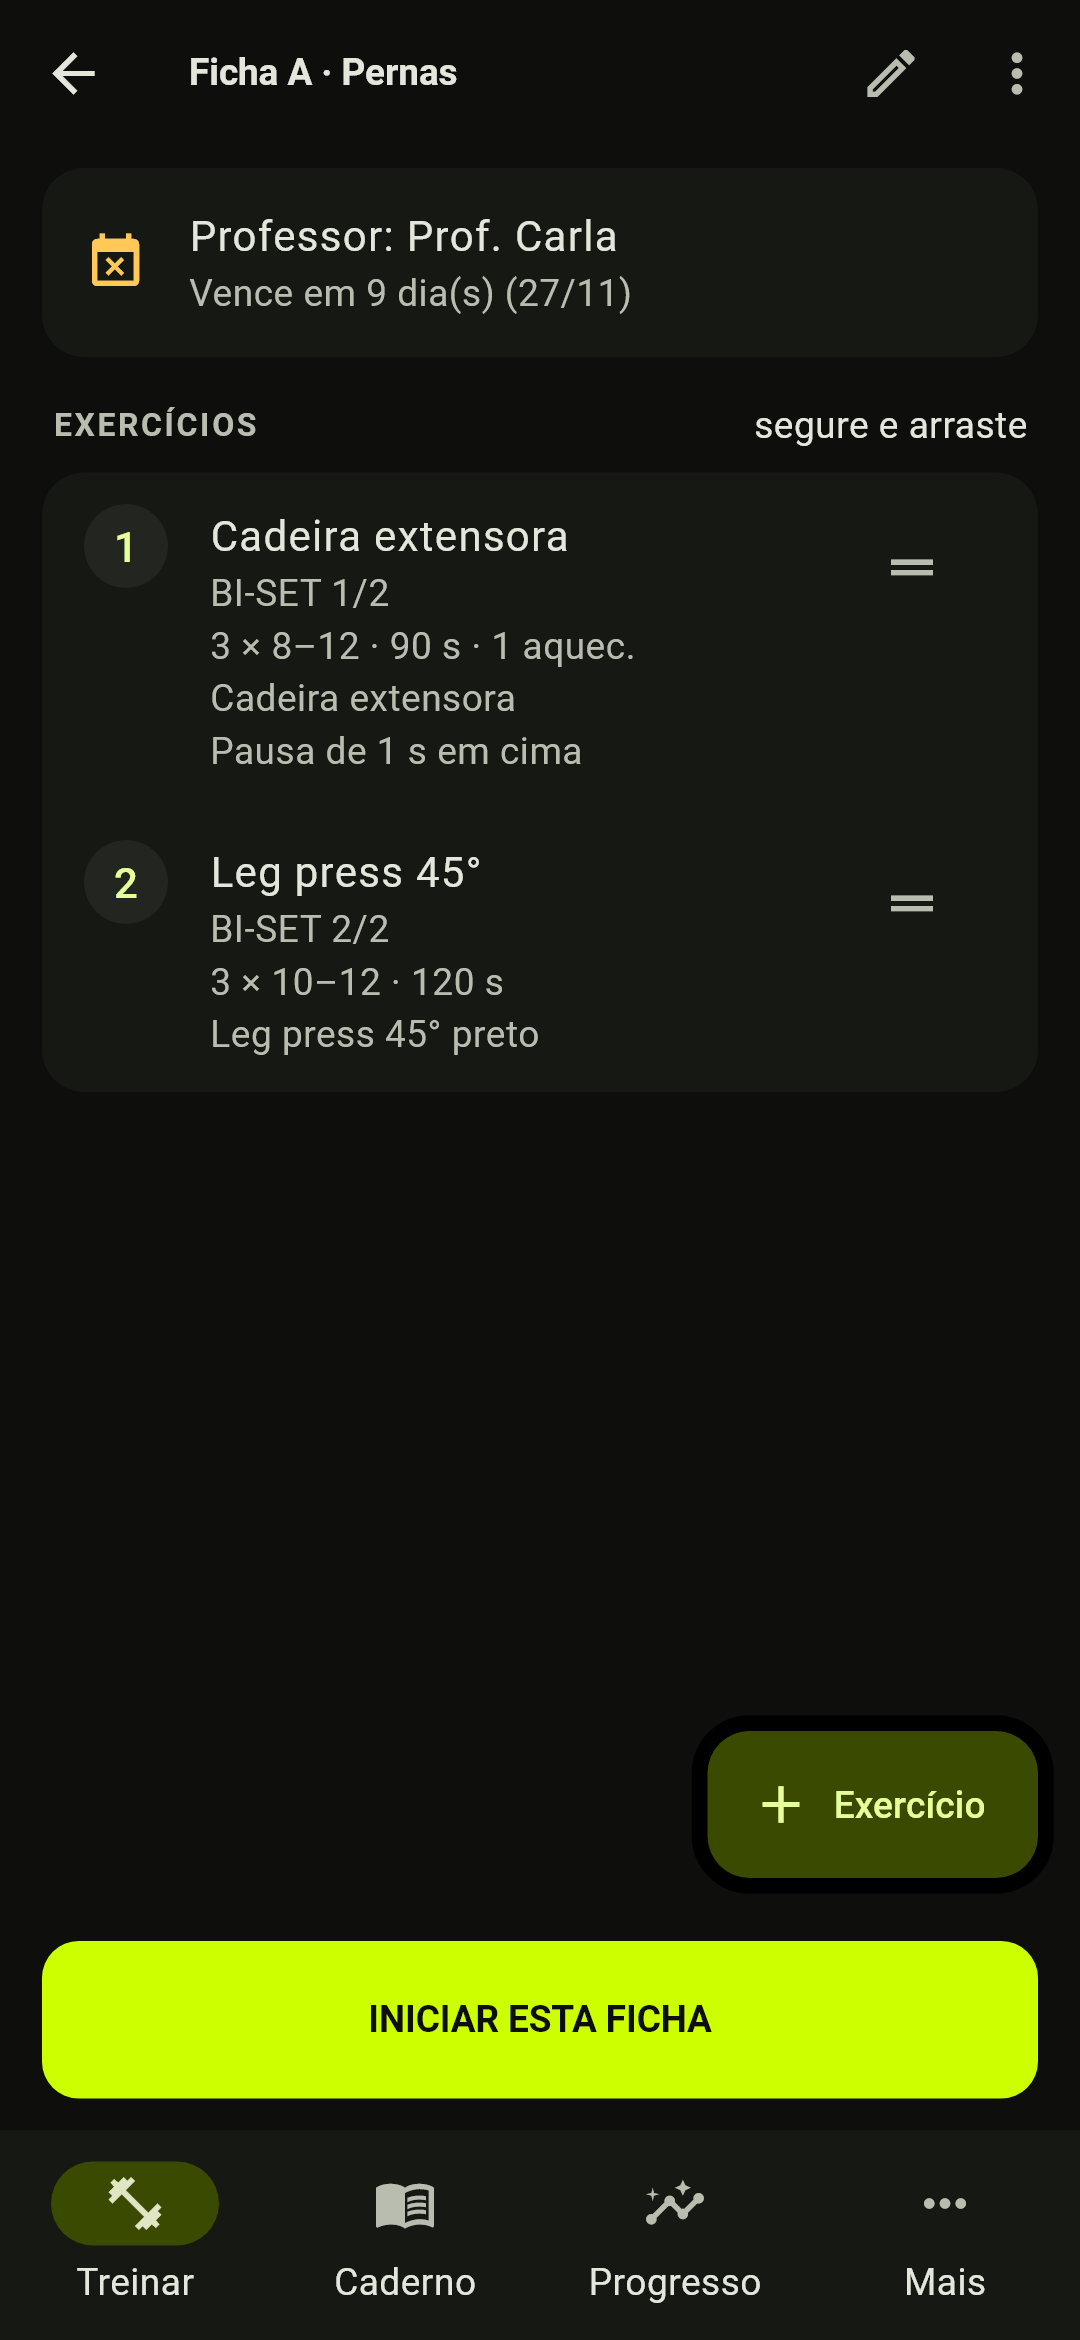 Ficha A · Pernas
Professor: Prof. Carla
Vence em 9 dia(s) (27/11)
EXERCÍCIOS
segure e arraste
1
Cadeira extensora
BI-SET 1/2
3 × 8–12 · 90 s · 1 aquec.
Cadeira extensora
Pausa de 1 s em cima
2
Leg press 45°
BI-SET 2/2
3 × 10–12 · 120 s
Leg press 45° preto
Exercício
INICIAR ESTA FICHA
Treinar
Caderno
Progresso
Mais